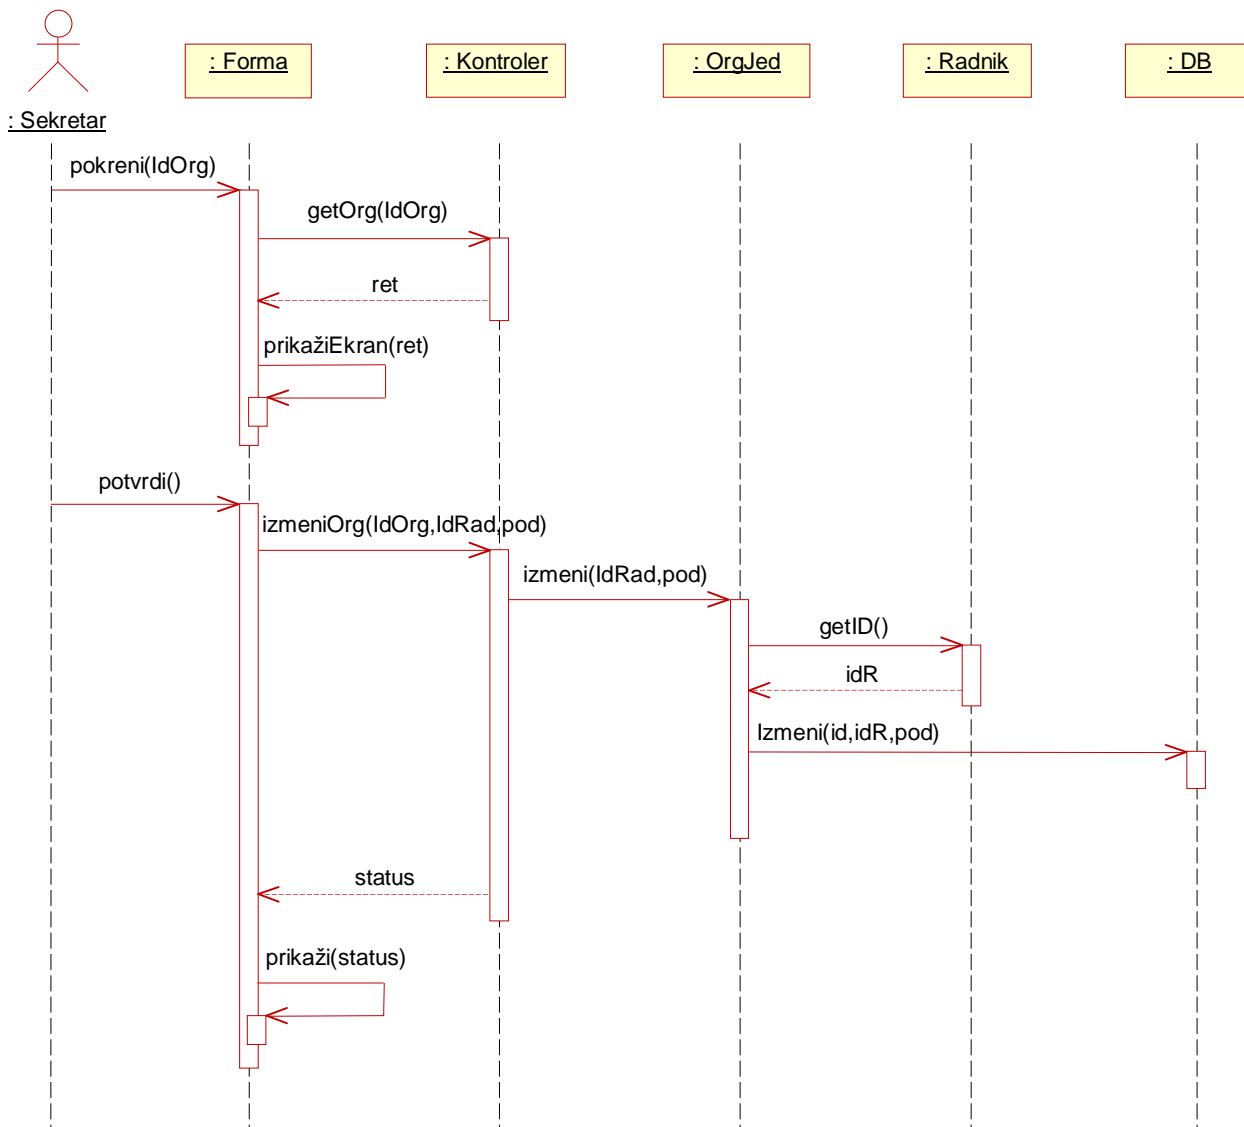 : Forma
: Kontroler
: OrgJed
: Radnik
: DB
: Sekretar
pokreni(IdOrg)
getOrg(IdOrg)
ret
prikažiEkran(ret)
potvrdi()
izmeniOrg(IdOrg,IdRad,pod)
izmeni(IdRad,pod)
getID()
idR
Izmeni(id,idR,pod)
status
prikaži(status)